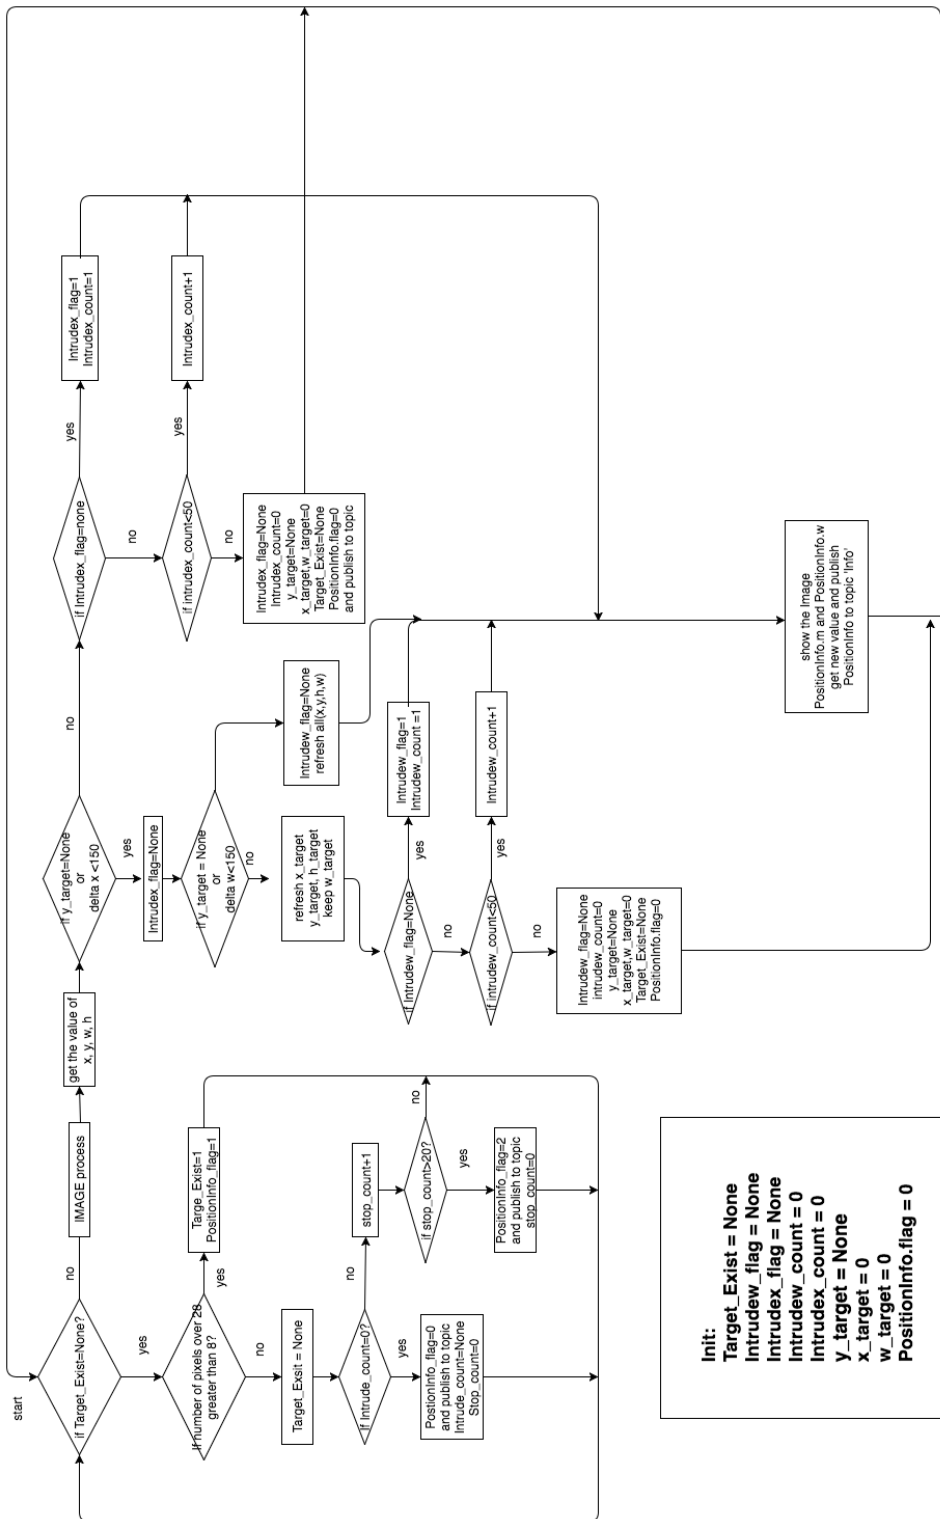 start
if Target_Exist=None?
no
IMAGE process
get the value of
x, y, w, h
if y_target=None
or
delta x <150
no
if Intrudex_flag=none
yes
Intrudex_flag=1
Intrudex_count=1
no
if intrudex_count<50
yes
Intrudex_count+1
no
Intrudex_flag=None
Intrudex_count=0
y_target=None
x_target,w_target=0
Target_Exist=None
PositionInfo.flag=0
and publish to topic
yes
Intrudex_flag=None
if y_target = None
or
delta w<150
Intrudew_flag=None
refresh all(x,y,h,w)
no
refresh x_target
y_target, h_target
keep w_target
if Intrudew_flag=None
yes
Intrudew_flag=1
Intrudew_count =1
no
if intrudew_count<50
yes
Intrudew_count+1
no
Intrudew_flag=None
intrudew_count=0
y_target=None
x_target,w_target=0
Target_Exist=None
PositionInfo.flag=0
show the Image
PositionInfo.m and PositionInfo.w
get new value and publish
PositionInfo to topic 'Info'
yes
If number of pixels over 28
greater than 8?
yes
Targe_Exist=1
PositionInfo_flag=1
no
Target_Exsit = None
if Intrude_count=0?
no
stop_count+1
if stop_count>20?
no
yes
PositionInfo_flag=2
and publish to topic
stop_count=0
yes
PostionInfo_flag=0
and publish to topic
Intrude_count=None
Stop_count=0
Init:
Target_Exist = None
Intrudew_flag = None
Intrudex_flag = None
Intrudew_count = 0
Intrudex_count = 0
y_target = None
x_target = 0
w_target = 0
PositionInfo.flag = 0